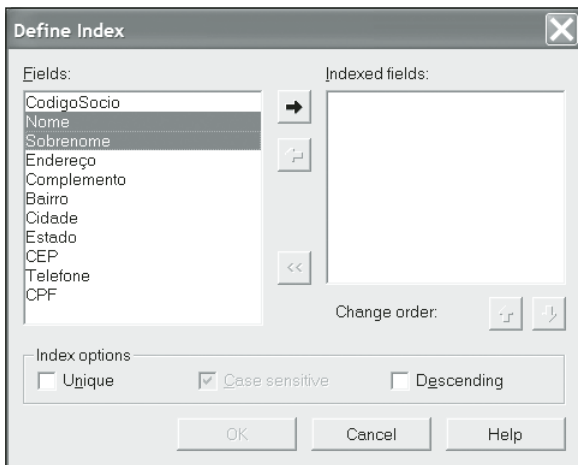 Define Index
Fields:
Indexed fields:
CodigoSocio
Nome
Sobrenome
Endereço
Complemento
Bairro
Cidade
Estado
CEP
Telefone
CPF
<<
Change order:
Index options
Unique
Case sensitive
Descending
OK
Cancel
Help